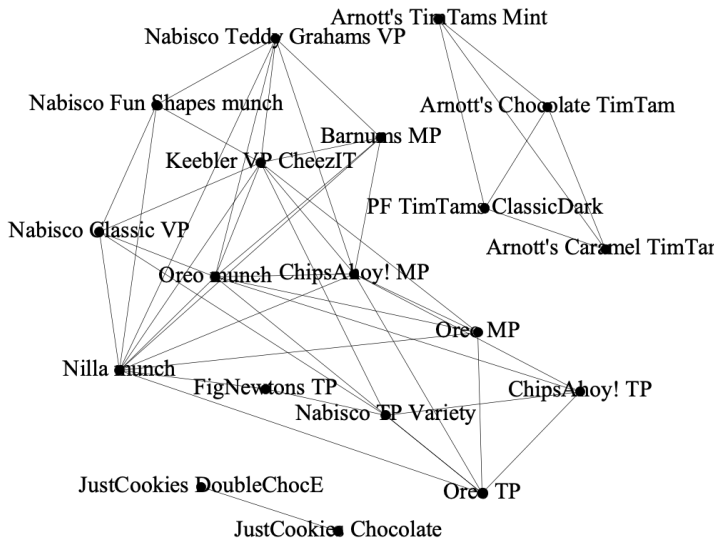 Arnott's TimTams Mint
Nabisco Teddy Grahams VP
Nabisco Fun Shapes munch
Arnott's Chocolate TimTam
Barnums MP
Keebler VP CheezIT
PF TimTams ClassicDark
Nabisco Classic VP
Arnott's Caramel TimTam
Oreo munch
ChipsAhoy! MP
Oreo MP
Nilla munch
FigNewtons TP
ChipsAhoy! TP
Nabisco TP Variety
JustCookies DoubleChocE
Oreo TP
JustCookies Chocolate